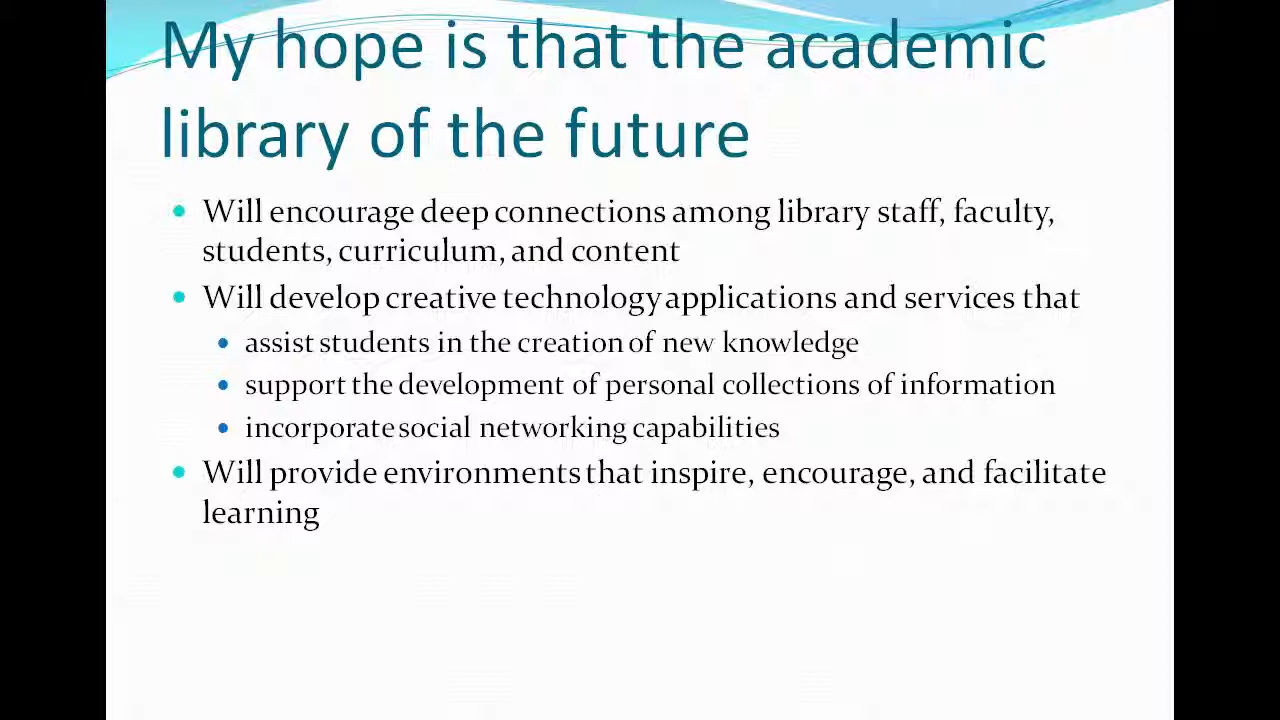 My hope is that the academic
library of the future
• Will encourage deep connections among library staff, faculty,
students, curriculum, and content
• Will develop creative technology applications and services that
• assist students in the creation of new knowledge
• support the development of personal collections of information
• incorporate social networking capabilities
• Will provide environments that inspire, encourage, and facilitate
learning